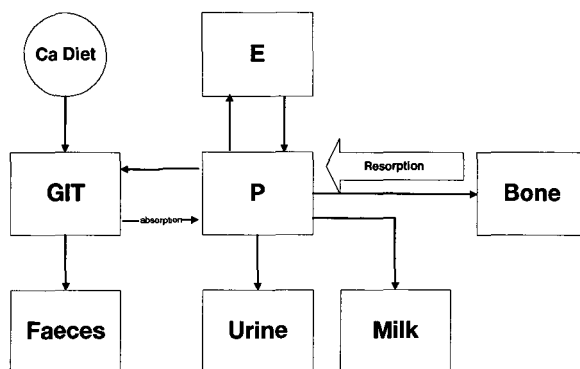 Ca Diet
E
GIT
absorption
P
Resorption
Bone
Faeces
Urine
Milk